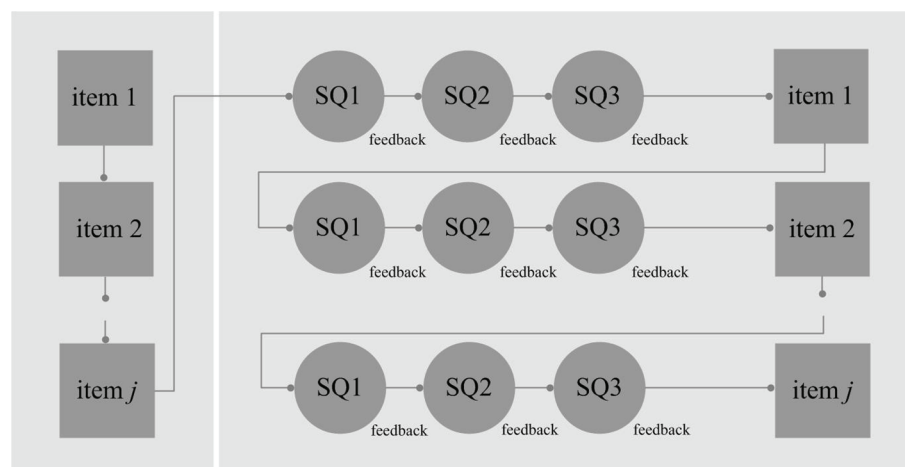 item 1
item 2
item j
SQ1 SQ2 SQ3 item 1
feedback feedback feedback
SQ1 SQ2 SQ3 item 2
feedback feedback feedback
SQ1 SQ2 SQ3 item j
feedback feedback feedback